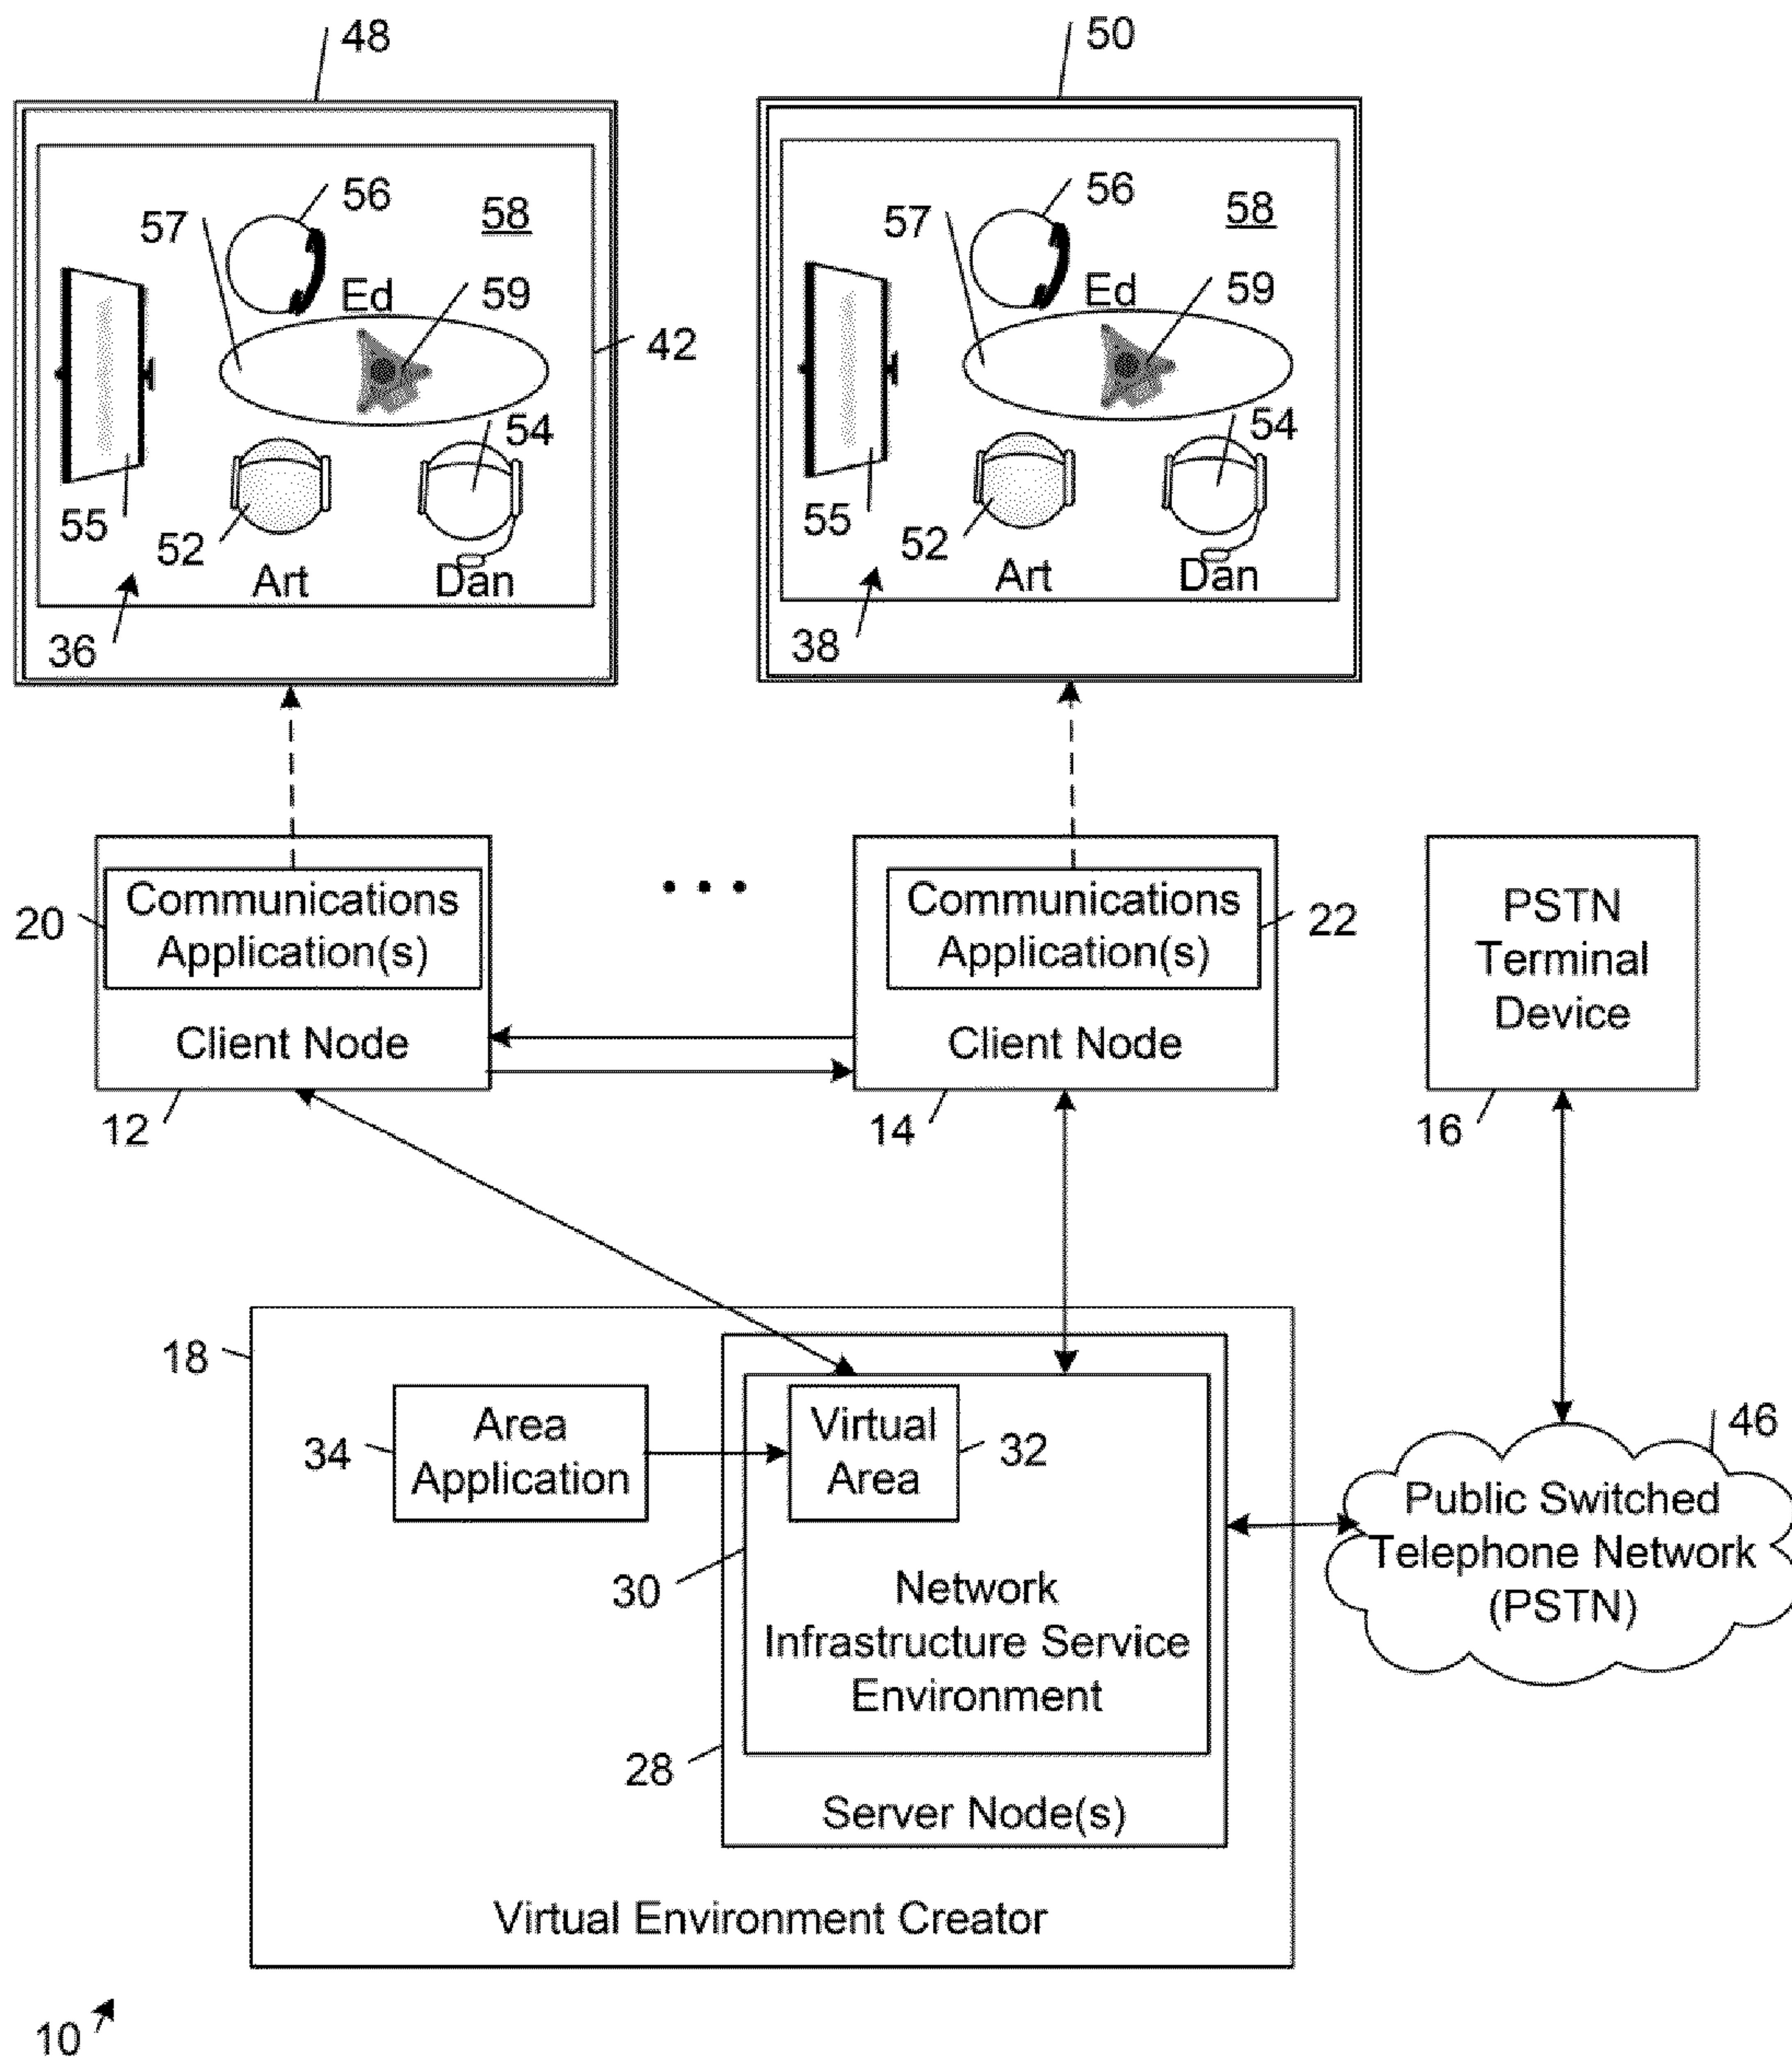 48
50
56
58
57
Ed
59
42
54
55
52
Art
Dan
36
56
58
57
Ed
59
54
55
52
Art
Dan
38
20
Communications
Application(s)
Client Node
12
Communications
Application(s)
22
Client Node
14
PSTN
Terminal
Device
16
18
34
Area
Application
Virtual
Area
32
30
Network
Infrastructure Service
Environment
28
Server Node(s)
Virtual Environment Creator
46
Public Switched
Telephone Network
(PSTN)
10